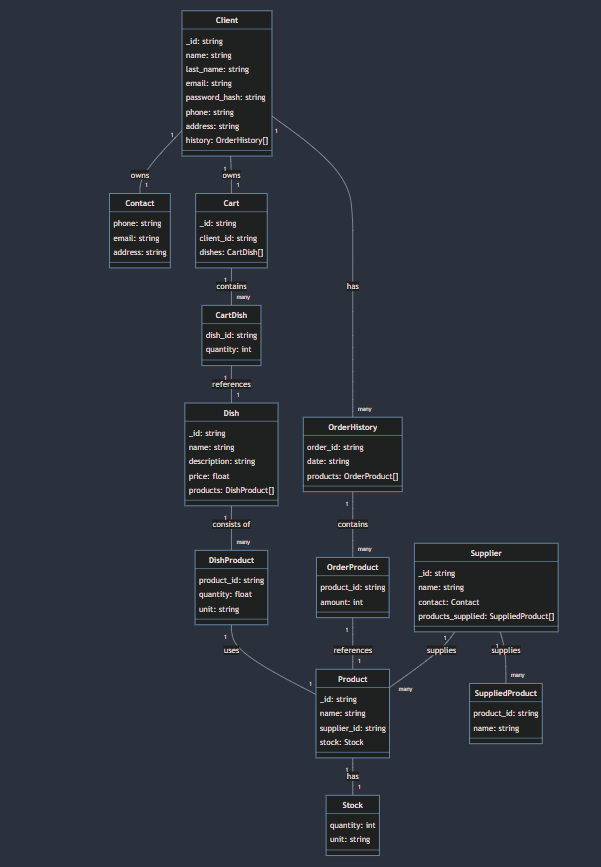 Client
_id: string
name: string
last_name: string
email: string
password_hash: string
phone: string
address: string
history: OrderHistory[]
1
1
owns
1
1
owns
1
Contact
phone: string
email: string
address: string
Cart
_id: string
client_id: string
dishes: CartDish[]
1
contains
many
has
CartDish
dish_id: string
quantity: int
1
references
1
many
Dish
_id: string
name: string
description: string
price: float
products: DishProduct[]
OrderHistory
order_id: string
date: string
products: OrderProduct[]
1
consists of
many
1
contains
many
DishProduct
product_id: string
quantity: float
unit: string
OrderProduct
product_id: string
amount: int
Supplier
_id: string
name: string
contact: Contact
products_supplied: SuppliedProduct[]
1
uses
1
1
references
1
1
supplies
many
1
supplies
many
Product
_id: string
name: string
supplier_id: string
stock: Stock
SuppliedProduct
product_id: string
name: string
1
has
1
Stock
quantity: int
unit: string